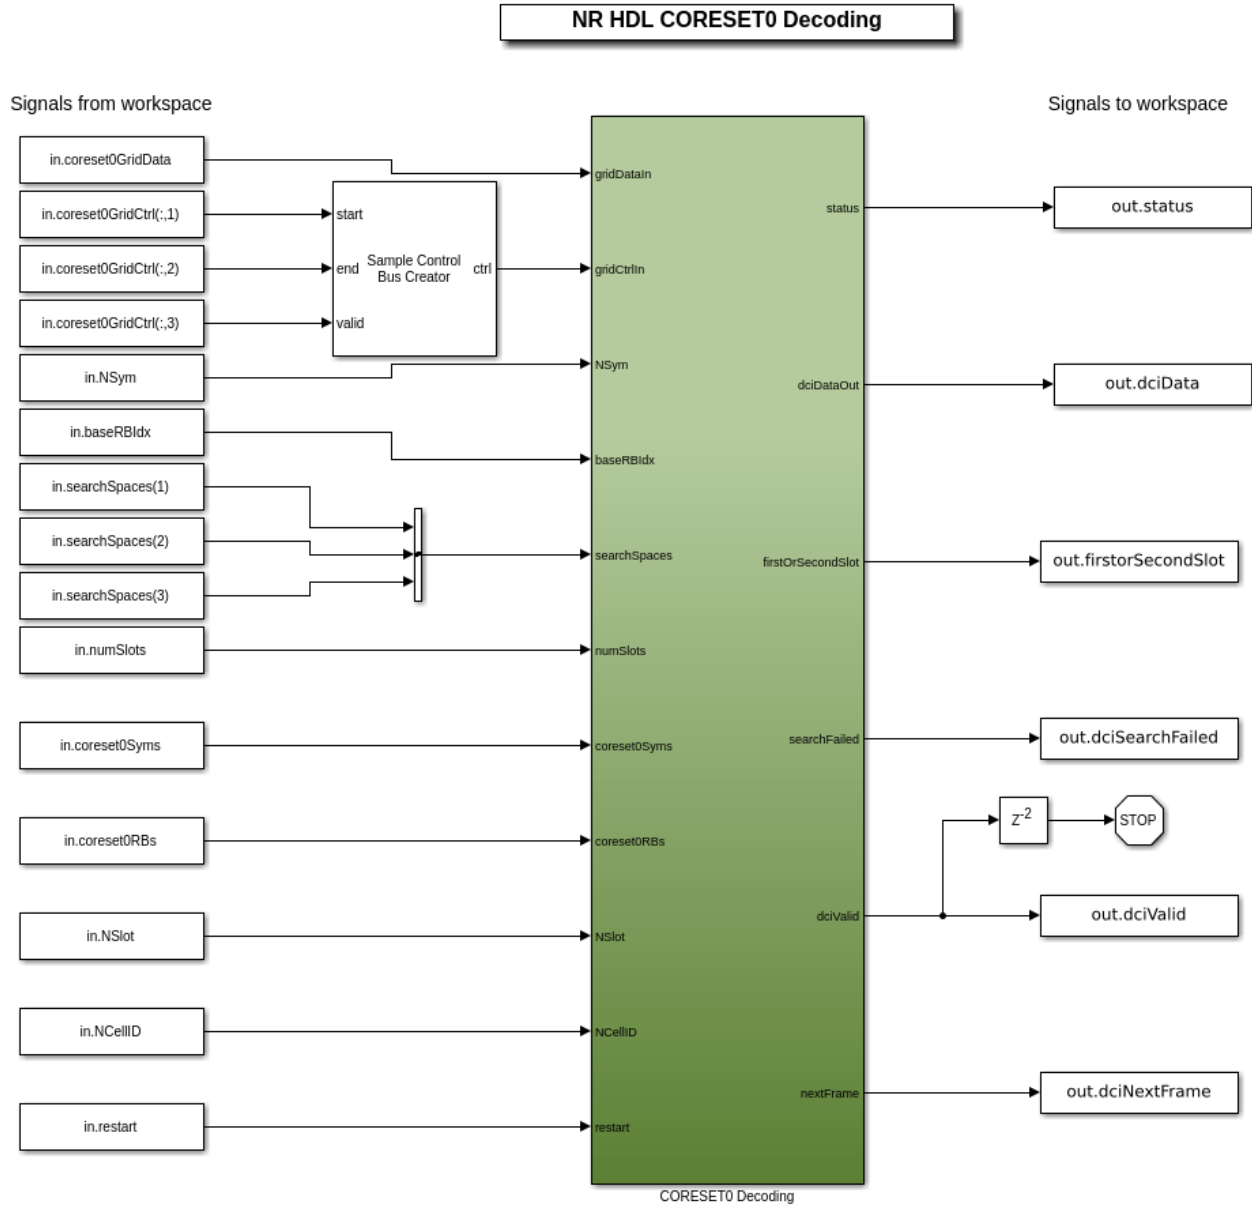 NR HDL CORESET0 Decoding
Signals from workspace
Signals to workspace
in.coreset0GridData
in.coreset0GridCtrl(:,1)
in.coreset0GridCtrl(:,2)
in.coreset0GridCtrl(:,3)
in.NSym
in.baseRBIdx
in.searchSpaces(1)
in.searchSpaces(2)
in.searchSpaces(3)
in.numSlots
in.coreset0Syms
in.coreset0RBs
in.NSlot
in.NCellID
in.restart
start
end
valid
Sample Control
Bus Creator
ctrl
gridDataIn
gridCtrlIn
NSym
baseRBIdx
searchSpaces
numSlots
coreset0Syms
coreset0RBs
NSlot
NCellID
restart
status
dciDataOut
firstOrSecondSlot
searchFailed
dciValid
nextFrame
CORESET0 Decoding
out.status
out.dciData
out.firstorSecondSlot
out.dciSearchFailed
Z-2
STOP
out.dciValid
out.dciNextFrame